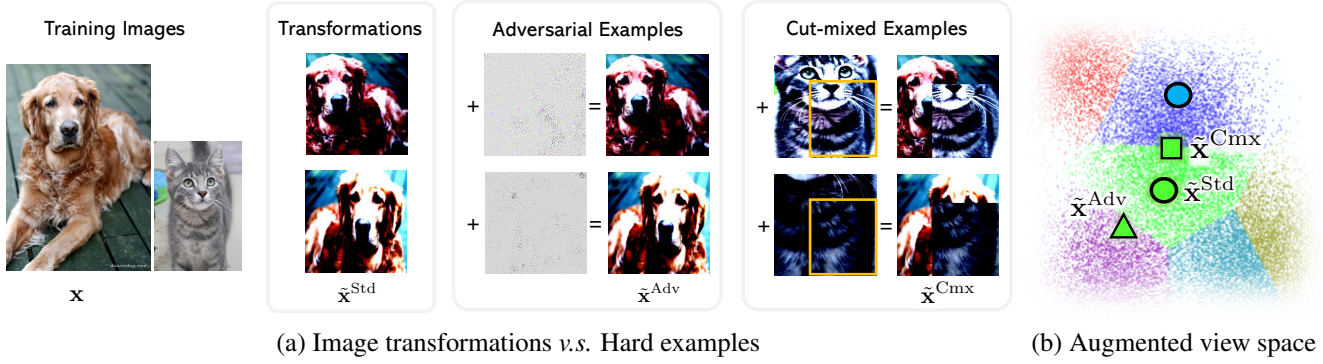 Training Images
Transformations
Adversarial Examples
Cut-mixed Examples
+ = + =
+ = + =
x
x̃^Std
x̃^Adv
x̃^Cmx
x̃^Cmx
x̃^Std
x̃^Adv
(a) Image transformations v.s. Hard examples
(b) Augmented view space